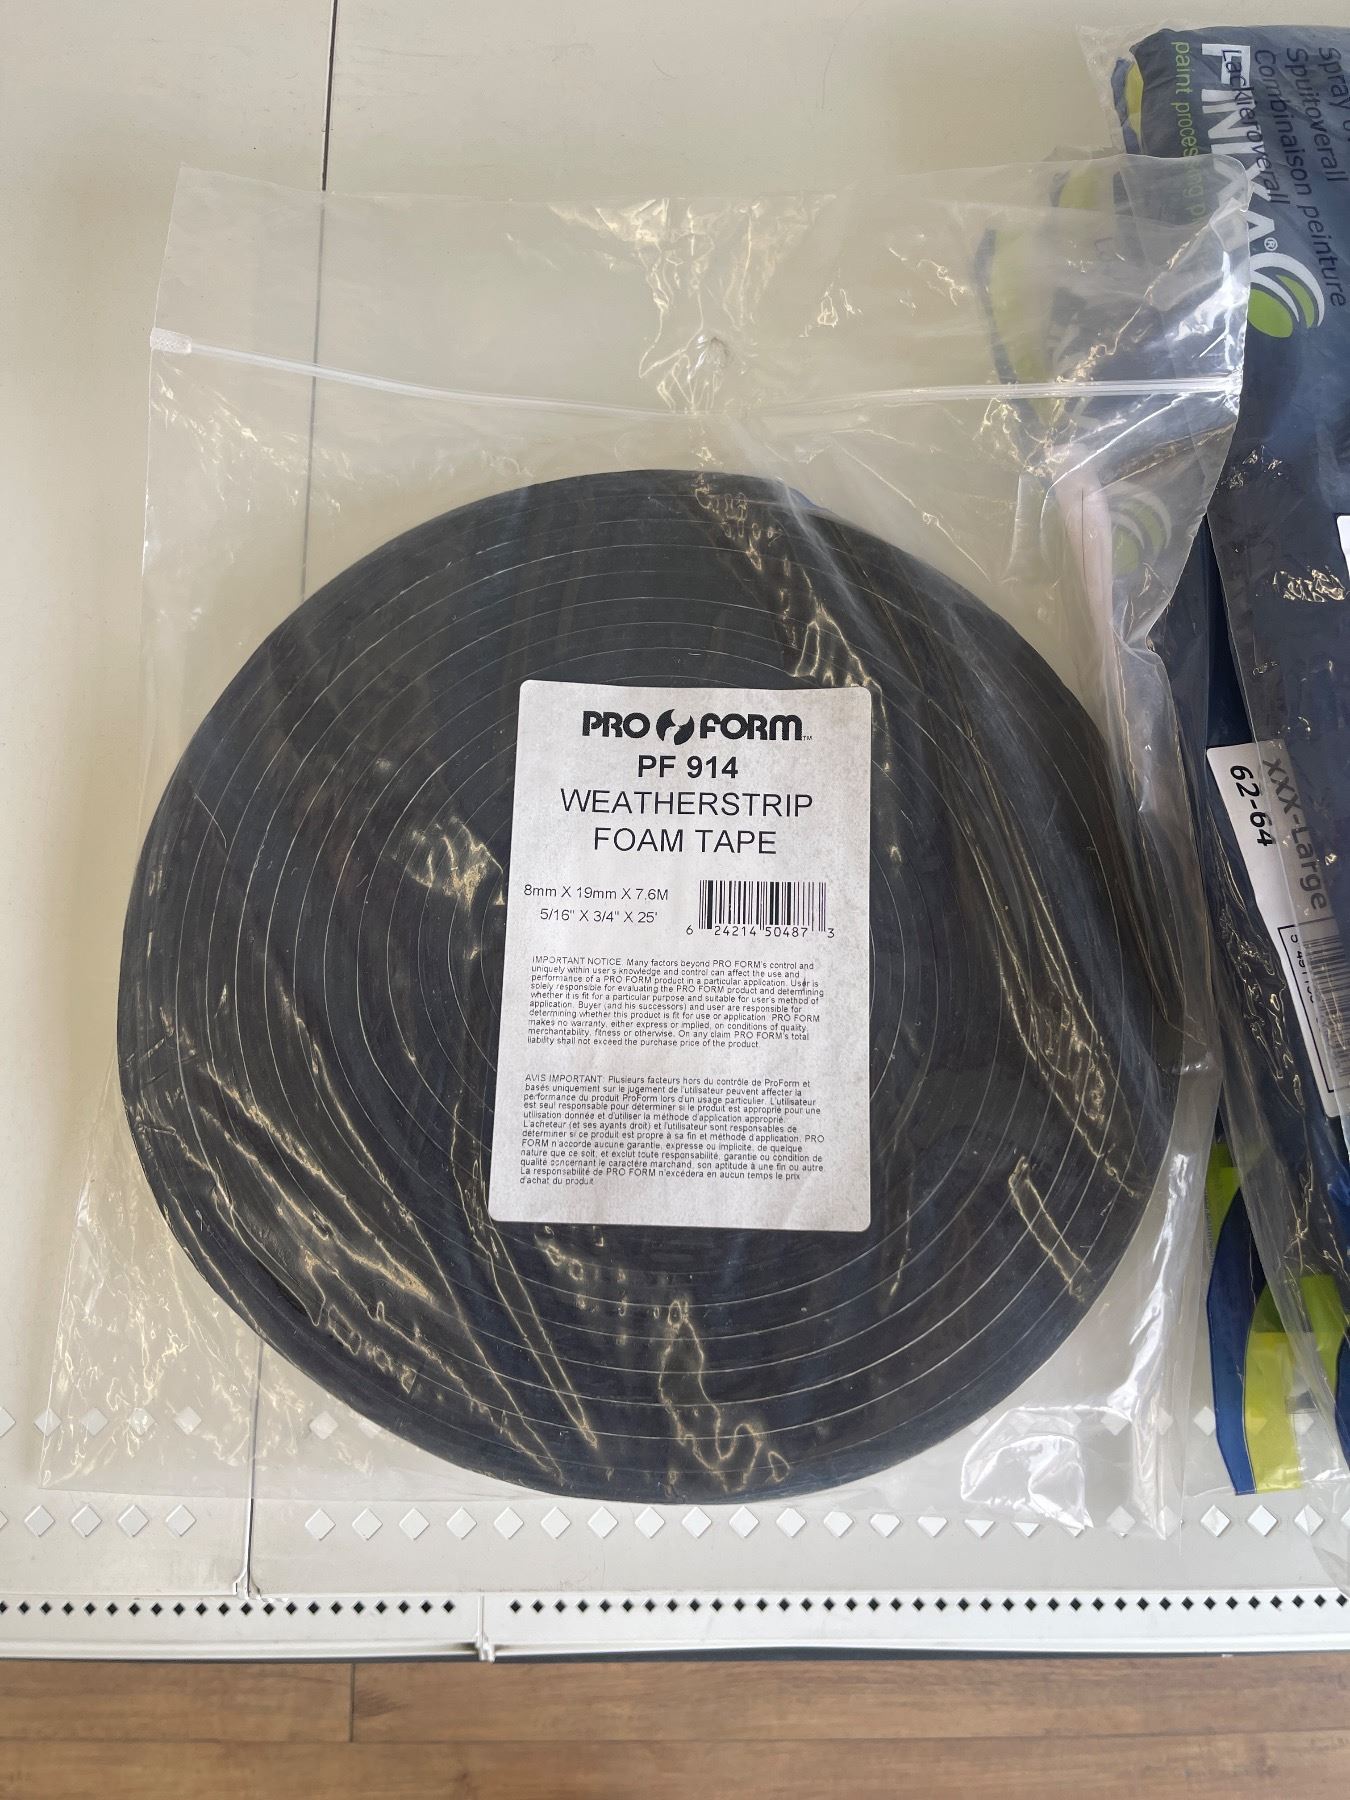 PRO FORM™
PF 914
WEATHERSTRIP
FOAM TAPE
8mm X 19mm X 7.6M
5/16" X 3/4" X 25'
6 24214 50487 3
IMPORTANT NOTICE. Many factors beyond PRO FORM's control and
uniquely within user's knowledge and control can affect the use and
performance of a PRO FORM product in a particular application. User is
solely responsible for evaluating the PRO FORM product and determining
whether it is fit for a particular purpose and suitable for user's method of
application. Buyer (and his successors) and user are responsible for
determining whether this product is fit for use or application. PRO FORM
makes no warranty, either express or implied, on conditions of quality,
merchantability, fitness or otherwise. On any claim PRO FORM's total
liability shall not exceed the purchase price of the product.
AVIS IMPORTANT: Plusieurs facteurs hors du contrôle de ProForm et
basés uniquement sur le jugement de l'utilisateur peuvent affecter la
performance du produit ProForm lors d'un usage particulier. L'utilisateur
est seul responsable pour déterminer si le produit est approprié pour une
utilisation donnée et d'utiliser la méthode d'application approprié.
L'acheteur (et ses ayants droit) et l'utilisateur sont responsables de
déterminer si ce produit est propre à sa fin et méthode d'application. PRO
FORM n'accorde aucune garantie, expresse ou implicite, de quelque
nature que ce soit, et exclut toute responsabilité, garantie ou condition de
qualité concernant le caractère marchand, son aptitude à une fin ou autre.
La responsabilité de PRO FORM n'excédera en aucun temps le prix
d'achat du produit.
Spray
Spuitoverall
Combinaison peinture
Lackieroverall
FINIXA®
paint processing
XXX-Large
62-64